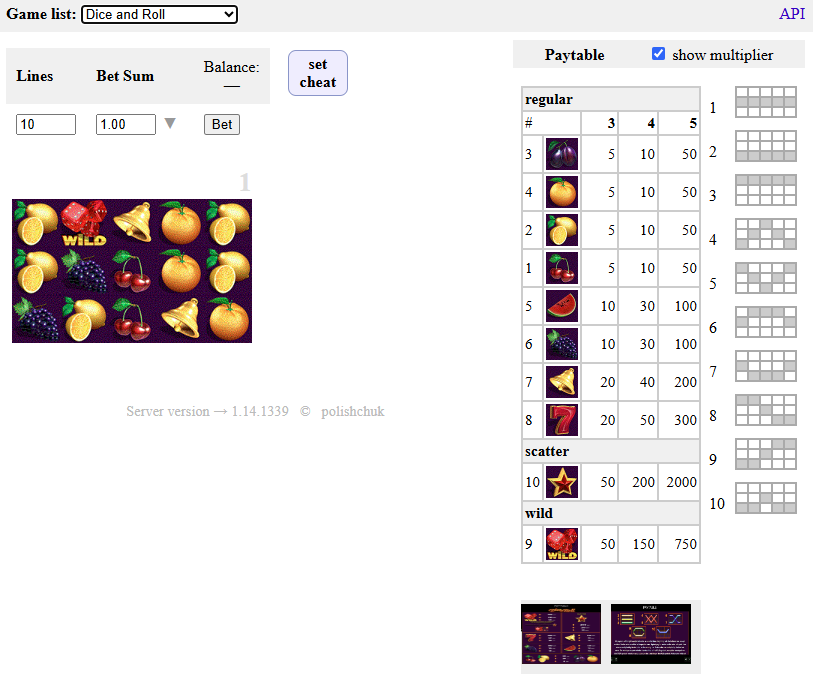 Game list: Dice and Roll API
Lines Bet Sum Balance: —
10 1.00 ▼ Bet
set cheat
1
WILD
Server version → 1.14.1339 © polishchuk
Paytable show multiplier
regular
# 3 4 5
3 5 10 50
4 5 10 50
2 5 10 50
1 5 10 50
5 10 30 100
6 10 30 100
7 20 40 200
8 20 50 300
scatter
10 50 200 2000
wild
9 WILD 50 150 750
1
2
3
4
5
6
7
8
9
10